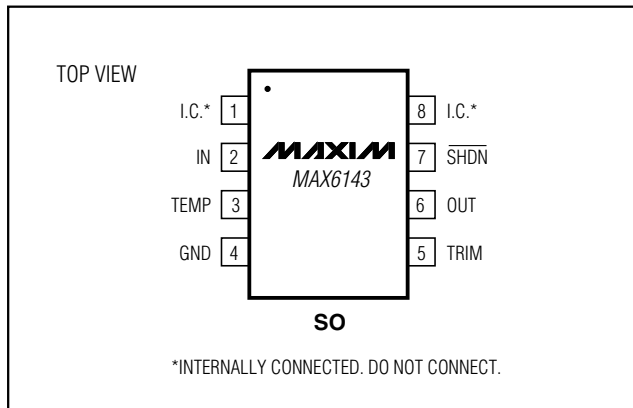 TOP VIEW
I.C.* 1
8 I.C.*
IN 2
MAXIM
7 SHDN
MAX6143
TEMP 3
6 OUT
GND 4
5 TRIM
SO
*INTERNALLY CONNECTED. DO NOT CONNECT.